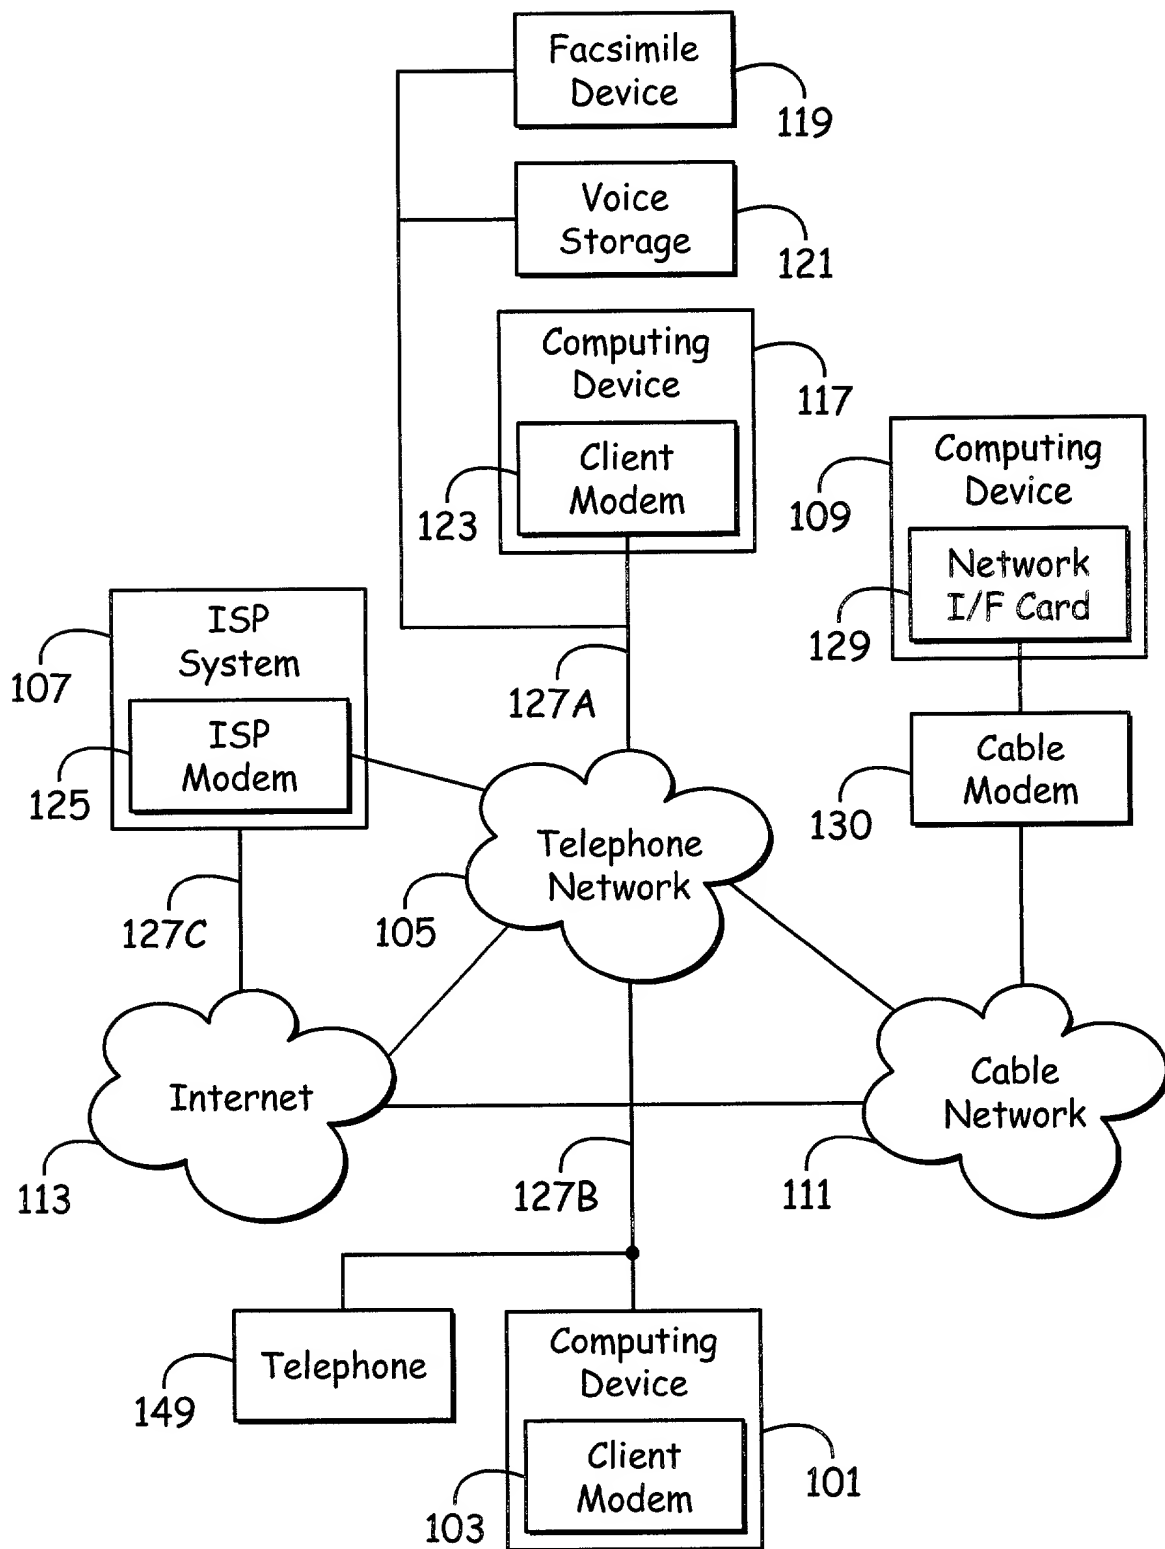 Facsimile
Device
119
Voice
Storage
121
Computing
Device
117
Client
Modem
123
Computing
Device
109
Network
I/F Card
129
ISP
System
107
127A
ISP
Modem
125
Cable
Modem
130
Telephone
Network
105
127C
Internet
113
Cable
Network
111
127B
Telephone
149
Computing
Device
101
Client
Modem
103